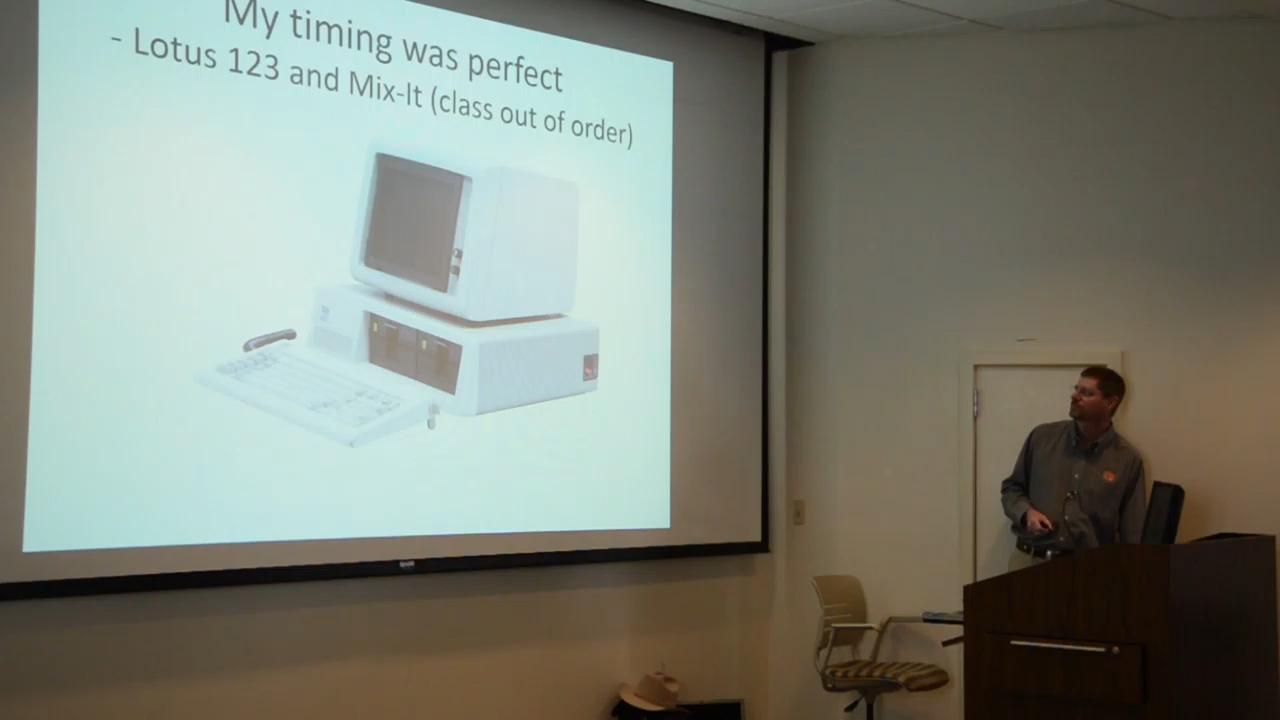 My timing was perfect
- Lotus 123 and Mix-It (class out of order)